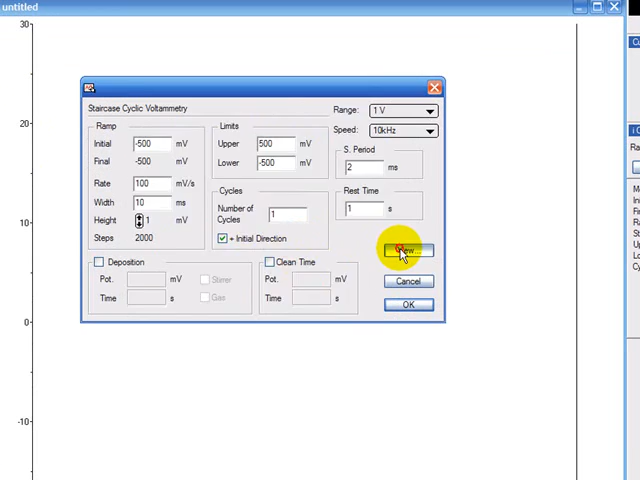 untitled
30
20
10
0
-10
Staircase Cyclic Voltammetry
Range: 1 V
Speed: 10kHz
Ramp
Initial -500 mV
Final -500 mV
Rate 100 mV/s
Width 10 ms
Height 1 mV
Steps 2000
Limits
Upper 500 mV
Lower -500 mV
Cycles
Number of
Cycles 1
+ Initial Direction
S. Period
2 ms
Rest Time
1 s
Cancel
OK
Deposition
Pot. mV
Time s
Stirrer
Gas
Clean Time
Pot. mV
Time s